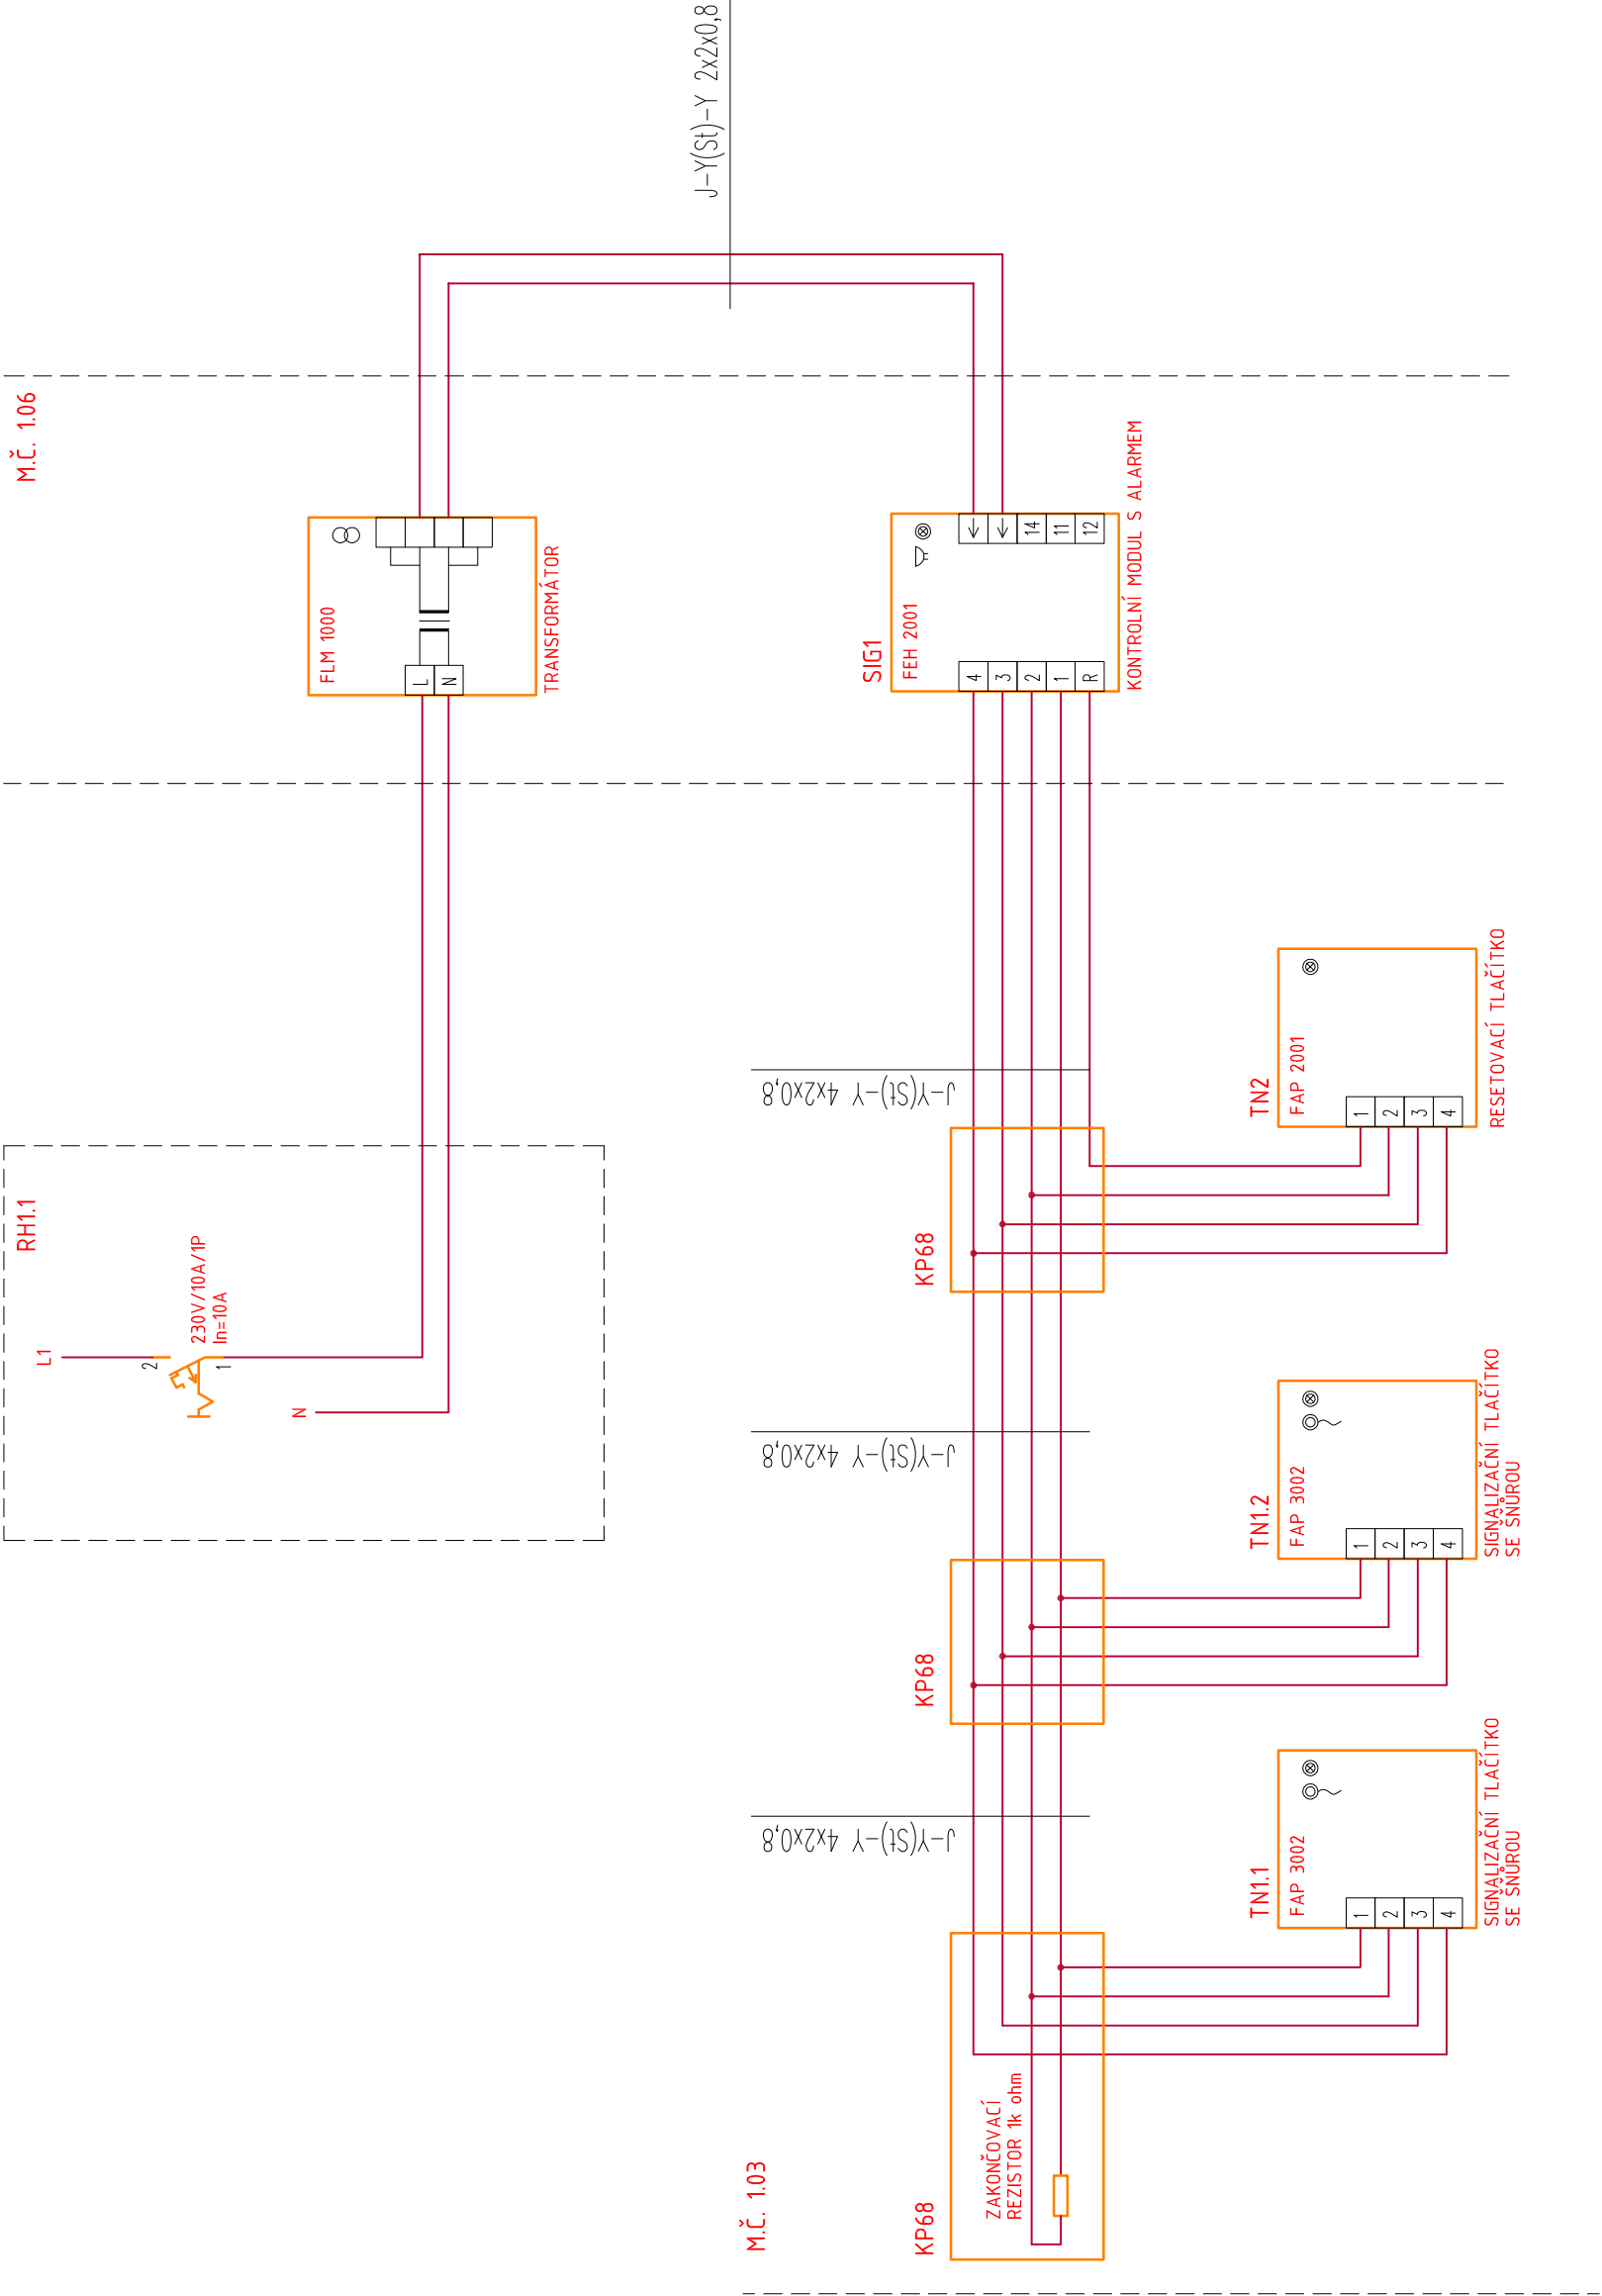 M.Č. 1.03
KP68
ZAKONČOVACÍ
REZISTOR 1k ohm
J-Y(St)-Y 4x2x0,8
TN1.1
FAP 3002
1
2
3
4
SIGNALIZAČNÍ TLAČÍTKO
SE ŠŇŮROU
KP68
J-Y(St)-Y 4x2x0,8
TN1.2
FAP 3002
1
2
3
4
SIGNALIZAČNÍ TLAČÍTKO
SE ŠŇŮROU
RH1.1
L1
2
1
230V/10A/1P
In=10A
N
KP68
J-Y(St)-Y 4x2x0,8
TN2
FAP 2001
1
2
3
4
RESETOVACÍ TLAČÍTKO
M.Č. 1.06
FLM 1000
8
L
N
TRANSFORMÁTOR
SIG1
FEH 2001
4
3
2
1
R
14
11
12
KONTROLNÍ MODUL S ALARMEM
J-Y(St)-Y 2x2x0,8